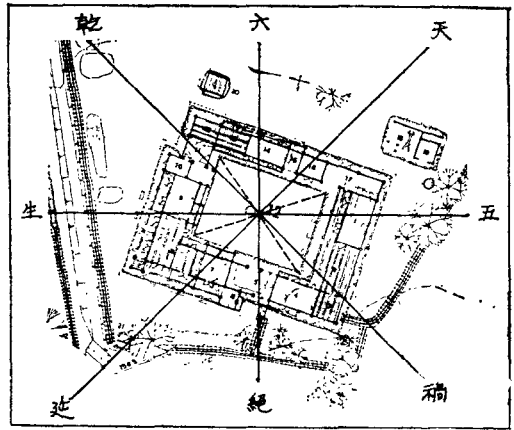 乾 六 天
生 五
延 絶 禍